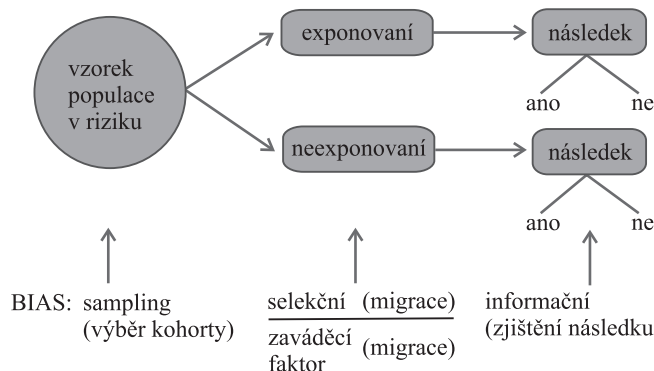 vzorek
populace
v riziku
exponovaní
následek
ano ne
neexponovaní
následek
ano ne
BIAS: sampling
(výběr kohorty)
selekční (migrace)
zaváděcí
faktor (migrace)
informační
(zjištění následku